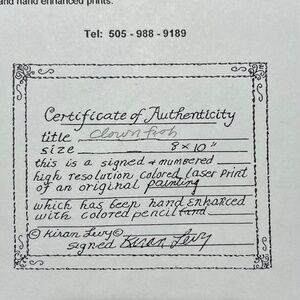 and hand enhanced prints.
Tel: 505 - 988 - 9189
Certificate of Authenticity
title Clown fish
size 8 x 10"
this is a signed + numbered
high resolution colored laser print
of an original painting
which has been hand enhanced
with colored pencil and
© Kiran Levy©
signed Kiran Levy